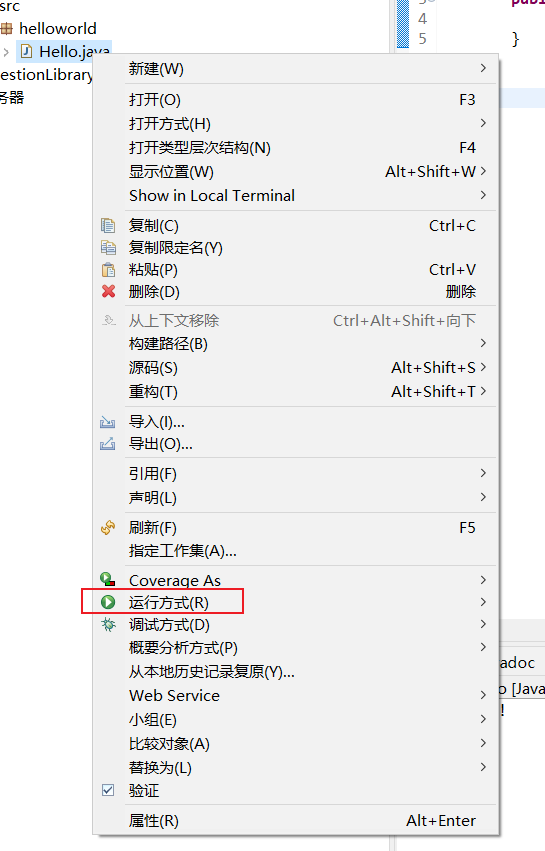 src
helloworld
Hello.java
estionLibrary
务器
3
4
5
publ
}
新建(W)
打开(O) F3
打开方式(H)
打开类型层次结构(N) F4
显示位置(W) Alt+Shift+W
Show in Local Terminal
复制(C) Ctrl+C
复制限定名(Y)
粘贴(P) Ctrl+V
删除(D) 删除
从上下文移除 Ctrl+Alt+Shift+向下
构建路径(B)
源码(S) Alt+Shift+S
重构(T) Alt+Shift+T
导入(I)...
导出(O)...
引用(F)
声明(L)
刷新(F) F5
指定工作集(A)...
Coverage As
运行方式(R)
调试方式(D)
概要分析方式(P)
从本地历史记录复原(Y)...
Web Service
小组(E)
比较对象(A)
替换为(L)
验证
属性(R) Alt+Enter
adoc
o [Java
!